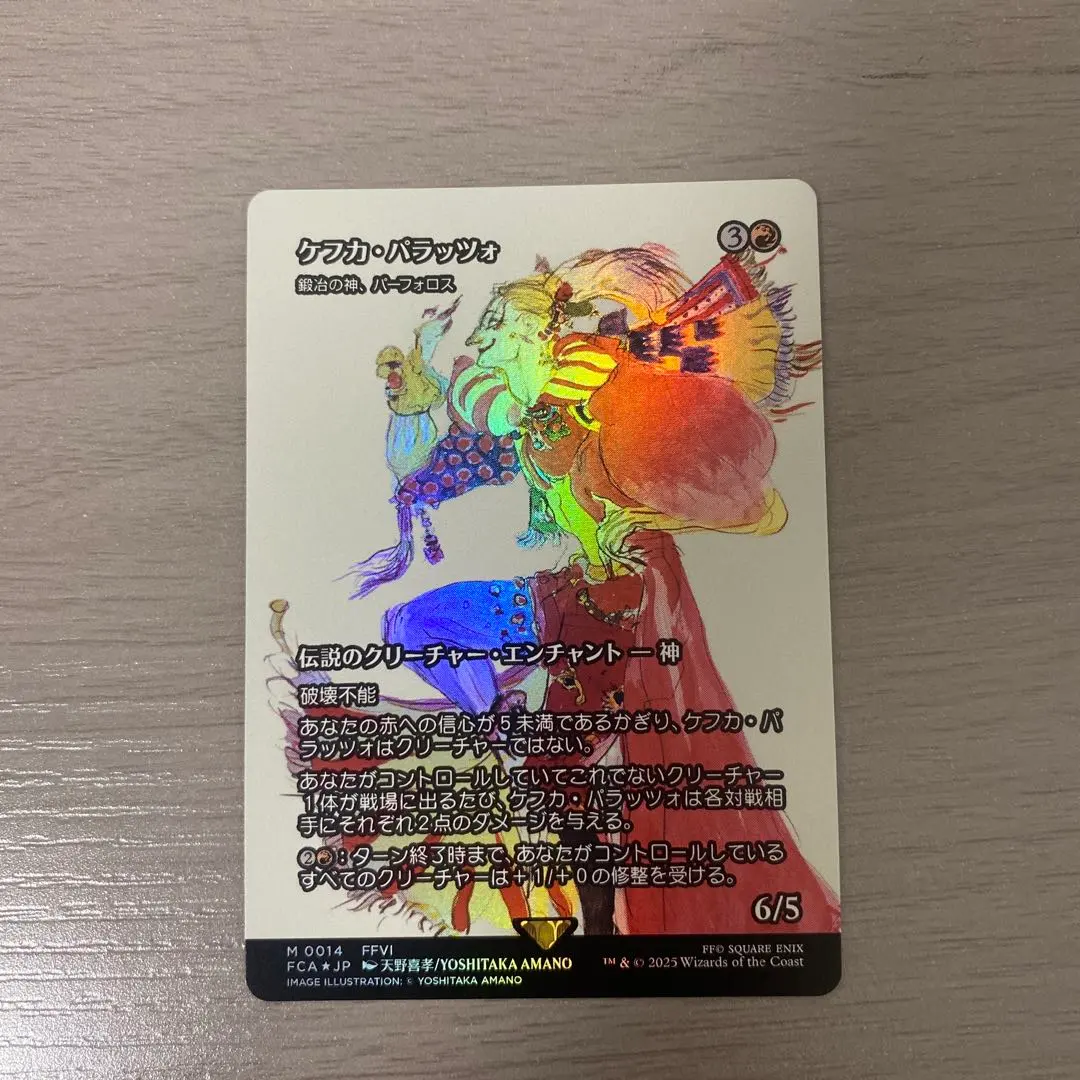 ケフカ・パラッツォ
3
鍛冶の神、パーフォロス
伝説のクリーチャー・エンチャント — 神
破壊不能
あなたの赤への信心が5未満であるかぎり、ケフカ・パ
ラッツォはクリーチャーではない。
あなたがコントロールしていてこれでないクリーチャー
1体が戦場に出るたび、ケフカ・パラッツォは各対戦相
手にそれぞれ2点のダメージを与える。
2:ターン終了時まで、あなたがコントロールしている
すべてのクリーチャーは+1/+0の修整を受ける。
6/5
M 0014 FFVI
FCA★JP 天野喜孝/YOSHITAKA AMANO
IMAGE ILLUSTRATION: © YOSHITAKA AMANO
FF© SQUARE ENIX
™ & © 2025 Wizards of the Coast